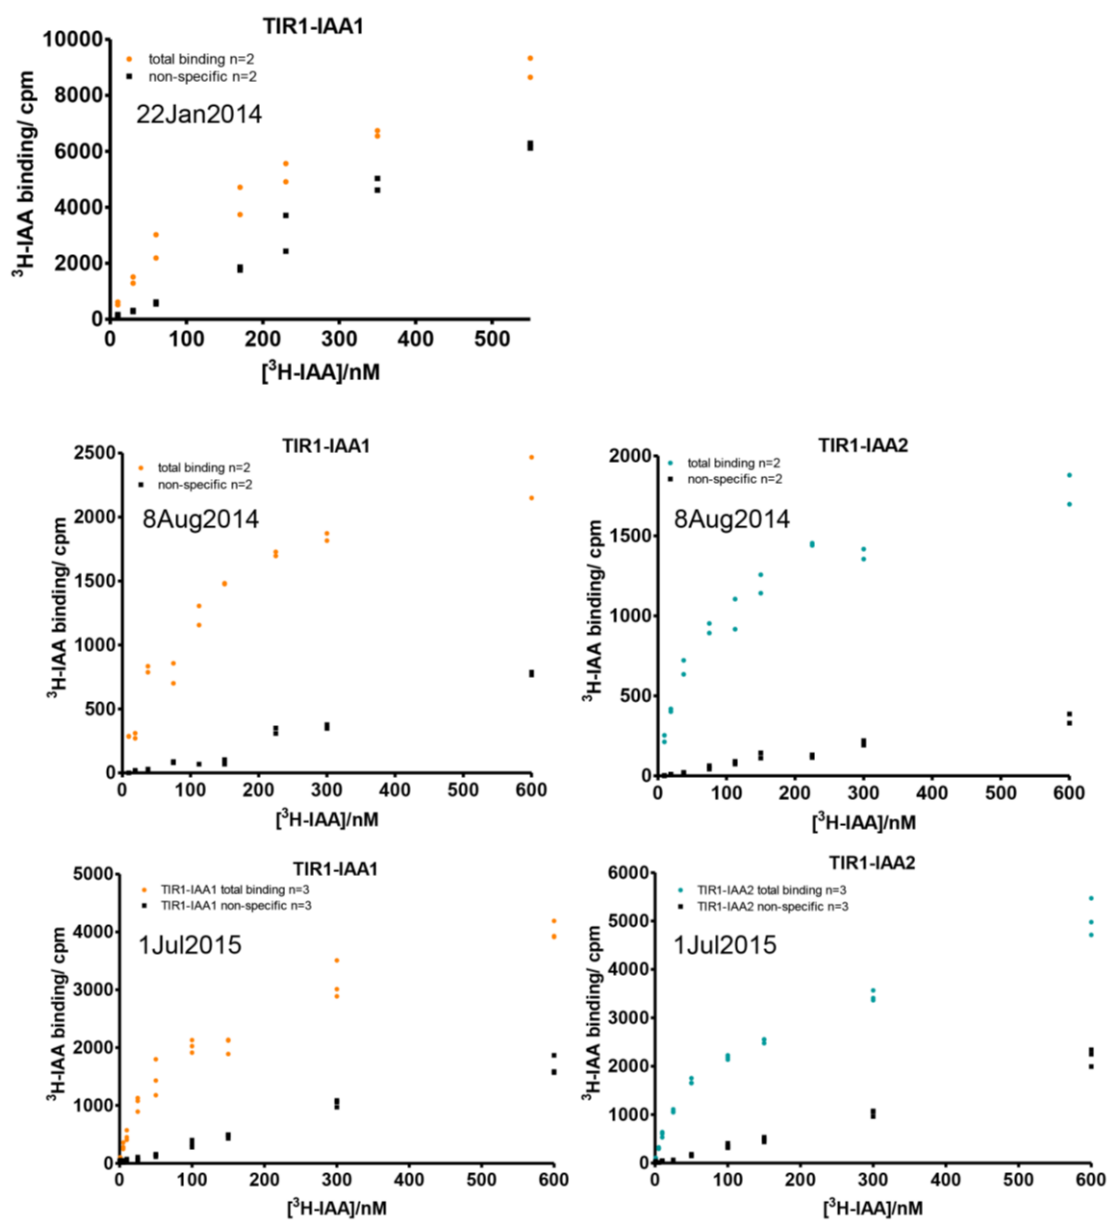 TIR1-IAA1
10000
8000
6000
4000
2000
0
total binding n=2
non-specific n=2
22Jan2014
³H-IAA binding/ cpm
0 100 200 300 400 500
[³H-IAA]/nM
TIR1-IAA1
2500
2000
1500
1000
500
0
total binding n=2
non-specific n=2
8Aug2014
³H-IAA binding/ cpm
0 100 200 300 400 500 600
[³H-IAA]/nM
TIR1-IAA2
2000
1500
1000
500
0
total binding n=2
non-specific n=2
8Aug2014
³H-IAA binding/ cpm
0 100 200 300 400 500 600
[³H-IAA]/nM
TIR1-IAA1
5000
4000
3000
2000
1000
0
TIR1-IAA1 total binding n=3
TIR1-IAA1 non-specific n=3
1Jul2015
³H-IAA binding/ cpm
0 100 200 300 400 500 600
[³H-IAA]/nM
TIR1-IAA2
6000
5000
4000
3000
2000
1000
0
TIR1-IAA2 total binding n=3
TIR1-IAA2 non-specific n=3
1Jul2015
³H-IAA binding/ cpm
0 100 200 300 400 500 600
[³H-IAA]/nM